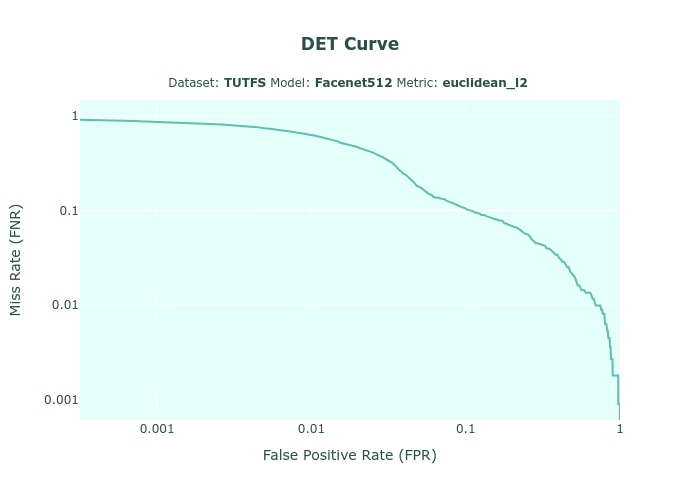 DET Curve
Dataset: TUTFS Model: Facenet512 Metric: euclidean_l2
Miss Rate (FNR)
1
0.1
0.01
0.001
0.001 0.01 0.1 1
False Positive Rate (FPR)